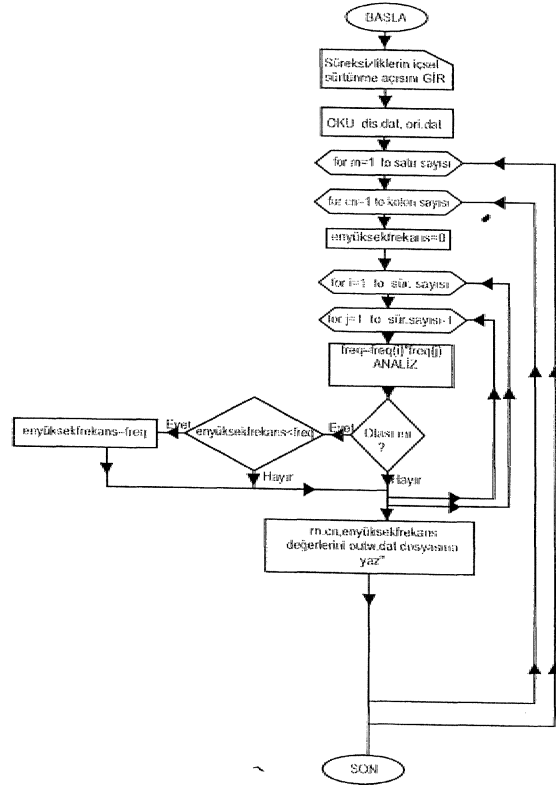 BAŞLA
Süreksizliklerin içsel
sürtünme açısını GİR
OKU dis.dat, ori.dat
for rn=1 to satır sayısı
for cn=1 to kolon sayısı
enyüksekfrekans=0
for i=1 to sür. sayısı
for j=1 to sür.sayısı-1
freq=freq(i)*freq(j)
ANALİZ
Olası mı
?
Evet
enyüksekfrekans<freq
Evet
enyüksekfrekans=freq
Hayır
Hayır
rn,cn,enyüksekfrekans
değerlerini outw.dat dosyasına
yaz"
SON